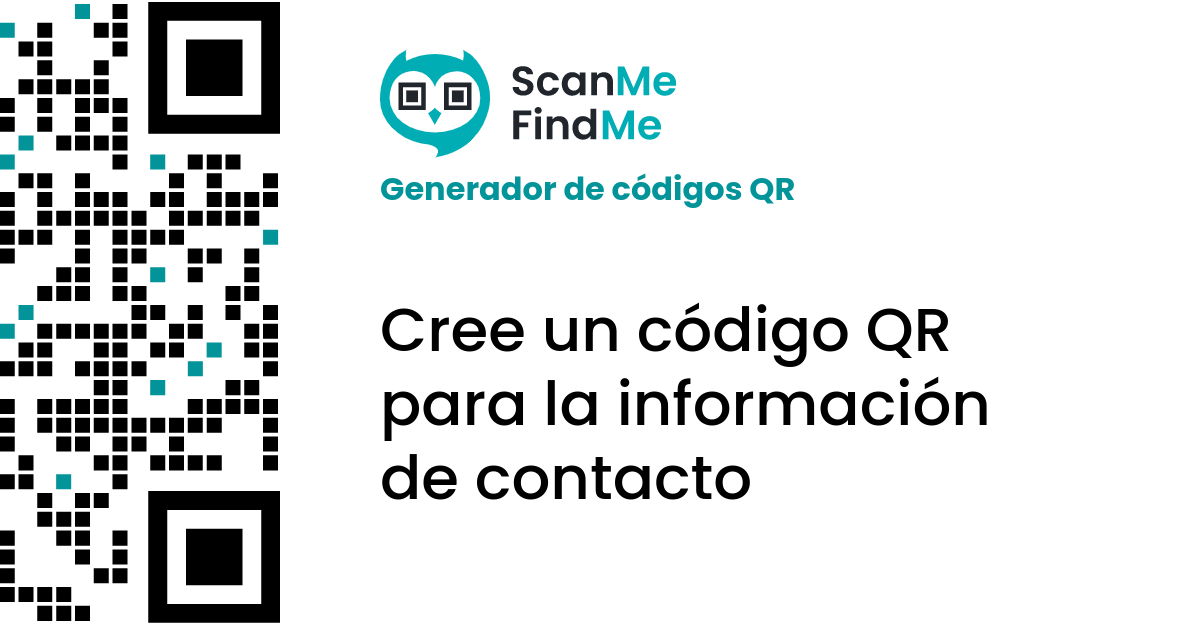 ScanMe
FindMe
Generador de códigos QR
Cree un código QR
para la información
de contacto